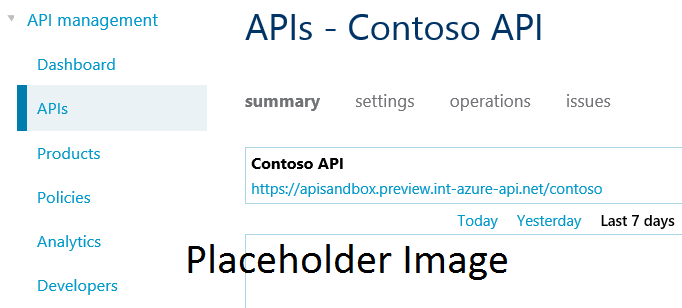 API management
Dashboard
APIs
Products
Policies
Analytics
Developers
APIs - Contoso API
summary settings operations issues
Contoso API
https://apisandbox.preview.int-azure-api.net/contoso
Today Yesterday Last 7 days
Placeholder Image